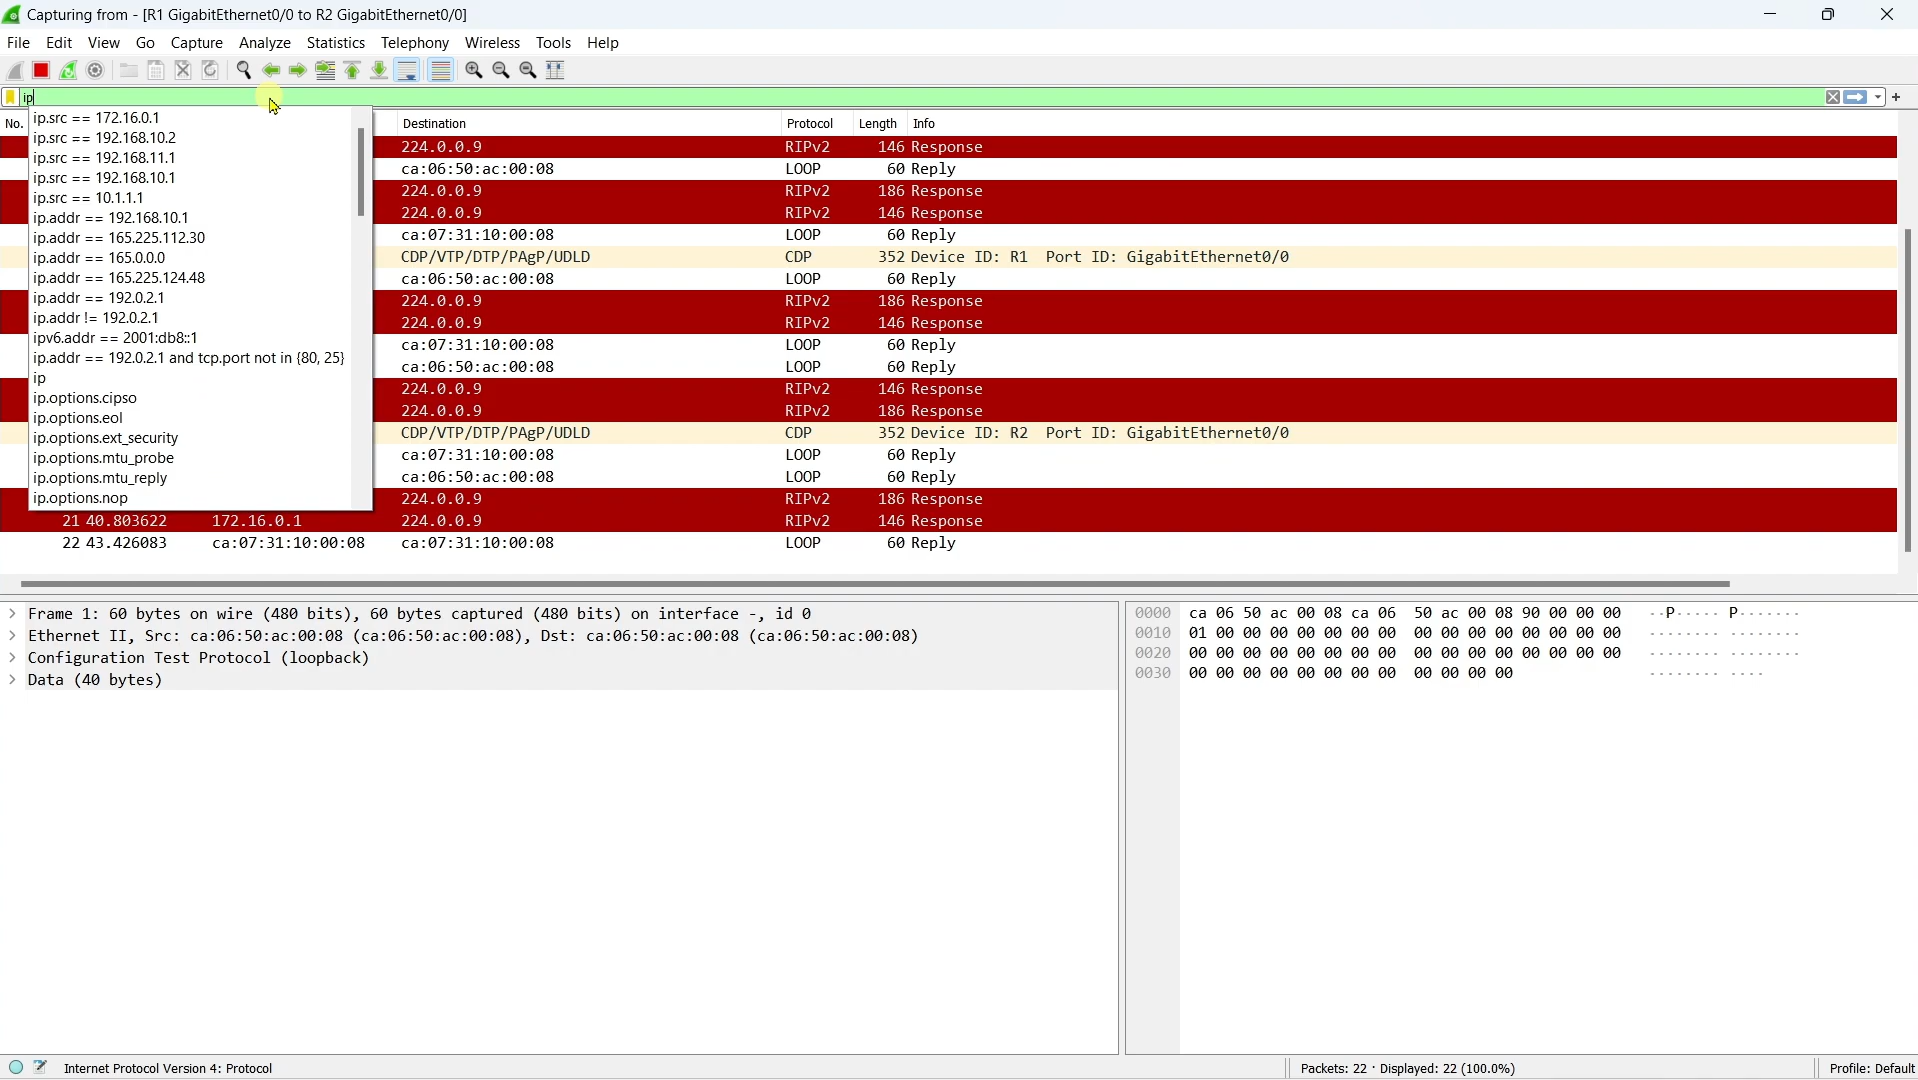 Capturing from - [R1 GigabitEthernet0/0 to R2 GigabitEthernet0/0]
File Edit View Go Capture Analyze Statistics Telephony Wireless Tools Help
ip
No. Destination Protocol Length Info
ip.src == 172.16.0.1
ip.src == 192.168.10.2
ip.src == 192.168.11.1
ip.src == 192.168.10.1
ip.src == 10.1.1.1
ip.addr == 192.168.10.1
ip.addr == 165.225.112.30
ip.addr == 165.0.0.0
ip.addr == 165.225.124.48
ip.addr == 192.0.2.1
ip.addr != 192.0.2.1
ipv6.addr == 2001:db8::1
ip.addr == 192.0.2.1 and tcp.port not in {80, 25}
ip
ip.options.cipso
ip.options.eol
ip.options.ext_security
ip.options.mtu_probe
ip.options.mtu_reply
ip.options.nop
224.0.0.9 RIPv2 146 Response
ca:06:50:ac:00:08 LOOP 60 Reply
224.0.0.9 RIPv2 186 Response
224.0.0.9 RIPv2 146 Response
ca:07:31:10:00:08 LOOP 60 Reply
CDP/VTP/DTP/PAgP/UDLD CDP 352 Device ID: R1 Port ID: GigabitEthernet0/0
ca:06:50:ac:00:08 LOOP 60 Reply
224.0.0.9 RIPv2 186 Response
224.0.0.9 RIPv2 146 Response
ca:07:31:10:00:08 LOOP 60 Reply
ca:06:50:ac:00:08 LOOP 60 Reply
224.0.0.9 RIPv2 146 Response
224.0.0.9 RIPv2 186 Response
CDP/VTP/DTP/PAgP/UDLD CDP 352 Device ID: R2 Port ID: GigabitEthernet0/0
ca:07:31:10:00:08 LOOP 60 Reply
ca:06:50:ac:00:08 LOOP 60 Reply
224.0.0.9 RIPv2 186 Response
21 40.803622 172.16.0.1 224.0.0.9 RIPv2 146 Response
22 43.426083 ca:07:31:10:00:08 ca:07:31:10:00:08 LOOP 60 Reply
Frame 1: 60 bytes on wire (480 bits), 60 bytes captured (480 bits) on interface -, id 0
Ethernet II, Src: ca:06:50:ac:00:08 (ca:06:50:ac:00:08), Dst: ca:06:50:ac:00:08 (ca:06:50:ac:00:08)
Configuration Test Protocol (loopback)
Data (40 bytes)
0000 ca 06 50 ac 00 08 ca 06 50 ac 00 08 90 00 00 00 ··P····· P·······
0010 01 00 00 00 00 00 00 00 00 00 00 00 00 00 00 00 ········ ········
0020 00 00 00 00 00 00 00 00 00 00 00 00 00 00 00 00 ········ ········
0030 00 00 00 00 00 00 00 00 00 00 00 00 ········ ····
Internet Protocol Version 4: Protocol Packets: 22 · Displayed: 22 (100.0%) Profile: Default